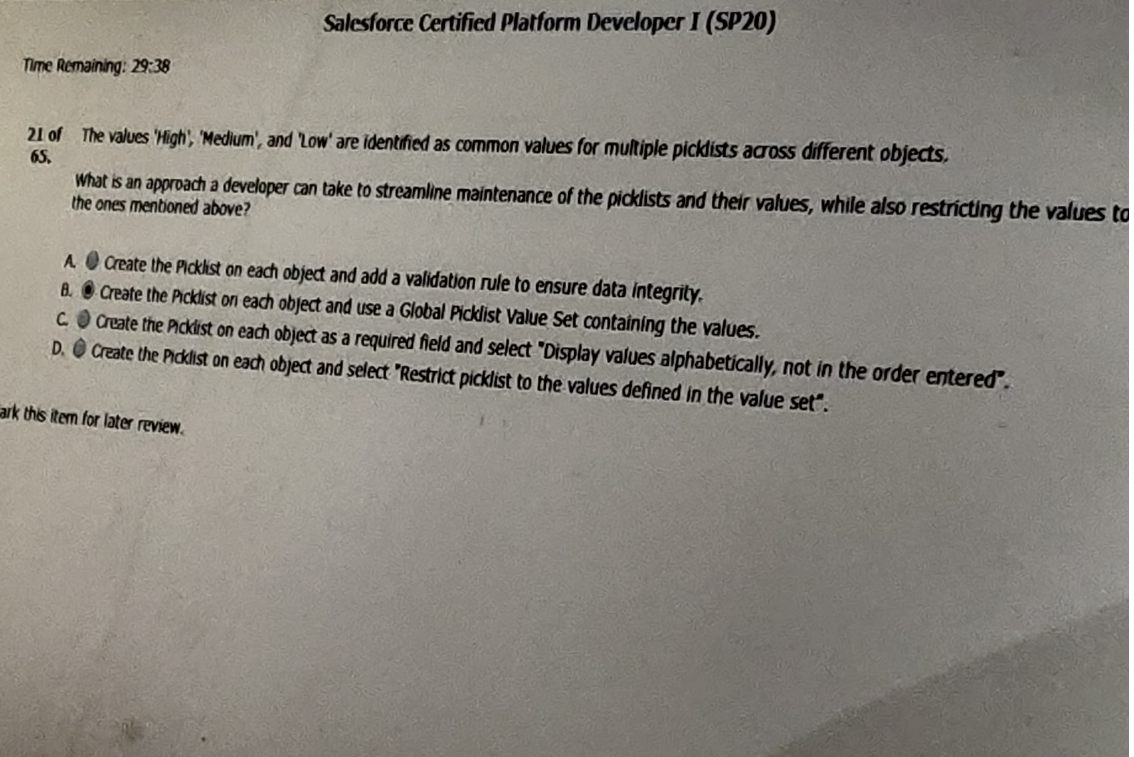 Salesforce Certified Platform Developer I (SP20)
Time Remaining: 29:38
21 of The values 'High', 'Medium', and 'Low' are identified as common values for multiple picklists across different objects.
65.
What is an approach a developer can take to streamline maintenance of the picklists and their values, while also restricting the values to
the ones mentioned above?
A. Create the Picklist on each object and add a validation rule to ensure data integrity.
B. Create the Picklist on each object and use a Global Picklist Value Set containing the values.
C. Create the Picklist on each object as a required field and select "Display values alphabetically, not in the order entered".
D. Create the Picklist on each object and select "Restrict picklist to the values defined in the value set".
ark this item for later review.